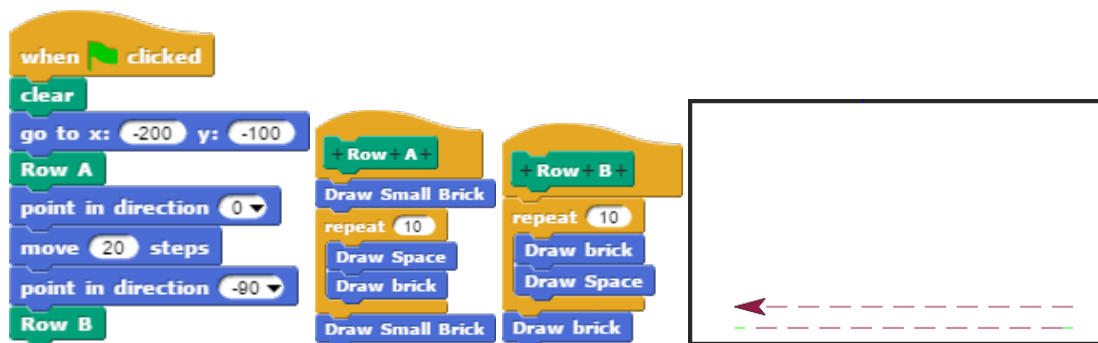 when clicked
clear
go to x: -200 y: -100
Row A
point in direction 0
move 20 steps
point in direction -90
Row B
+Row+A+
Draw Small Brick
repeat 10
Draw Space
Draw brick
Draw Small Brick
+Row+B+
repeat 10
Draw brick
Draw Space
Draw brick